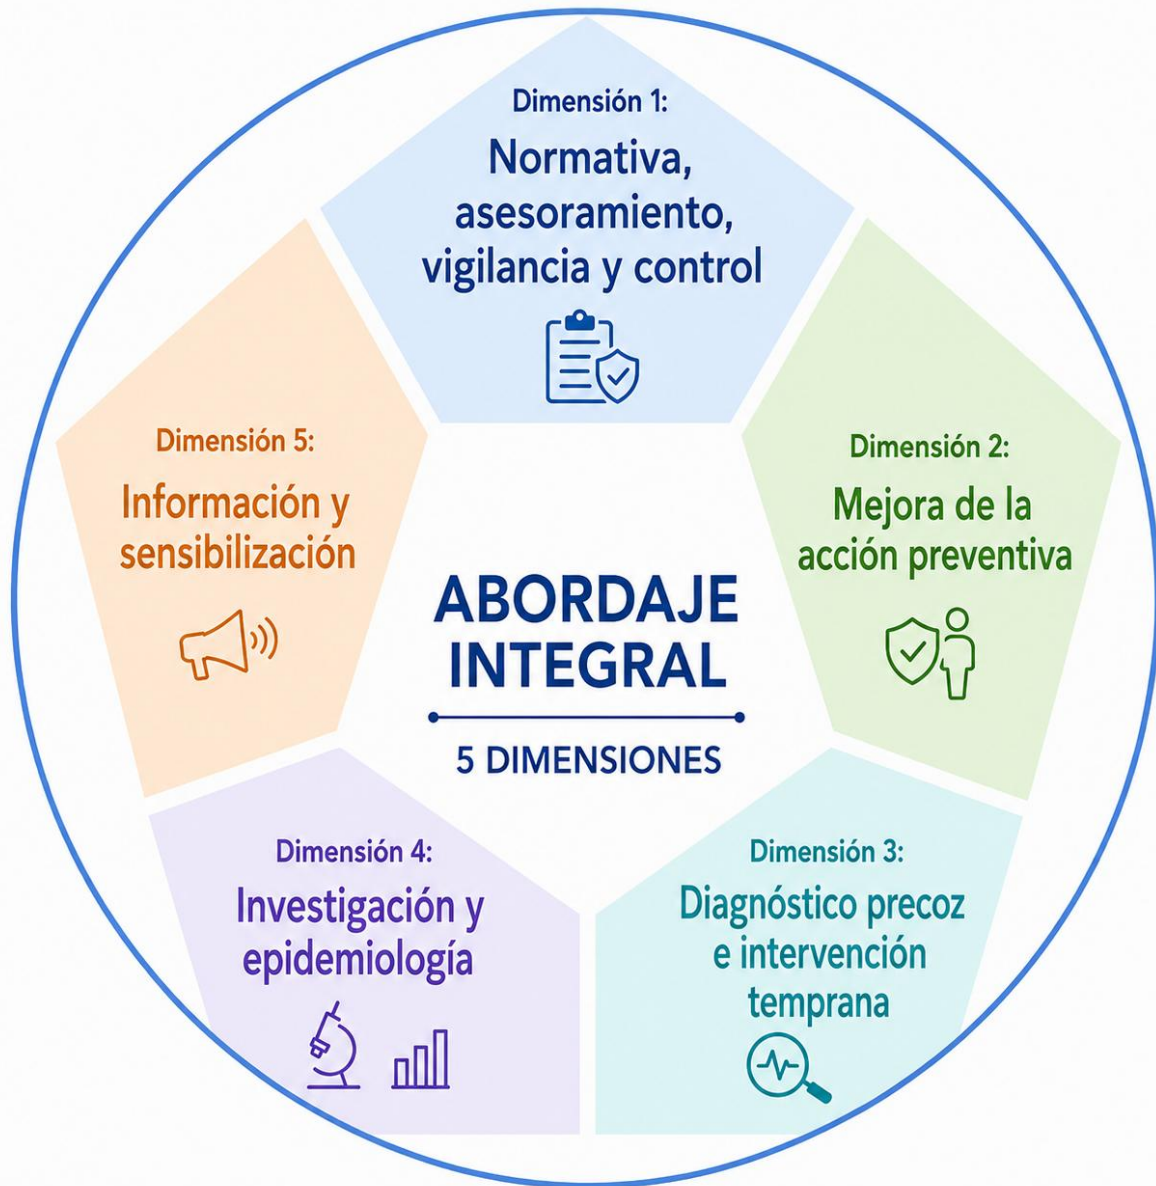 Dimensión 1:
Normativa,
asesoramiento,
vigilancia y control
Dimensión 5:
Información y
sensibilización
Dimensión 2:
Mejora de la
acción preventiva
ABORDAJE
INTEGRAL
5 DIMENSIONES
Dimensión 4:
Investigación y
epidemiología
Dimensión 3:
Diagnóstico precoz
e intervención
temprana